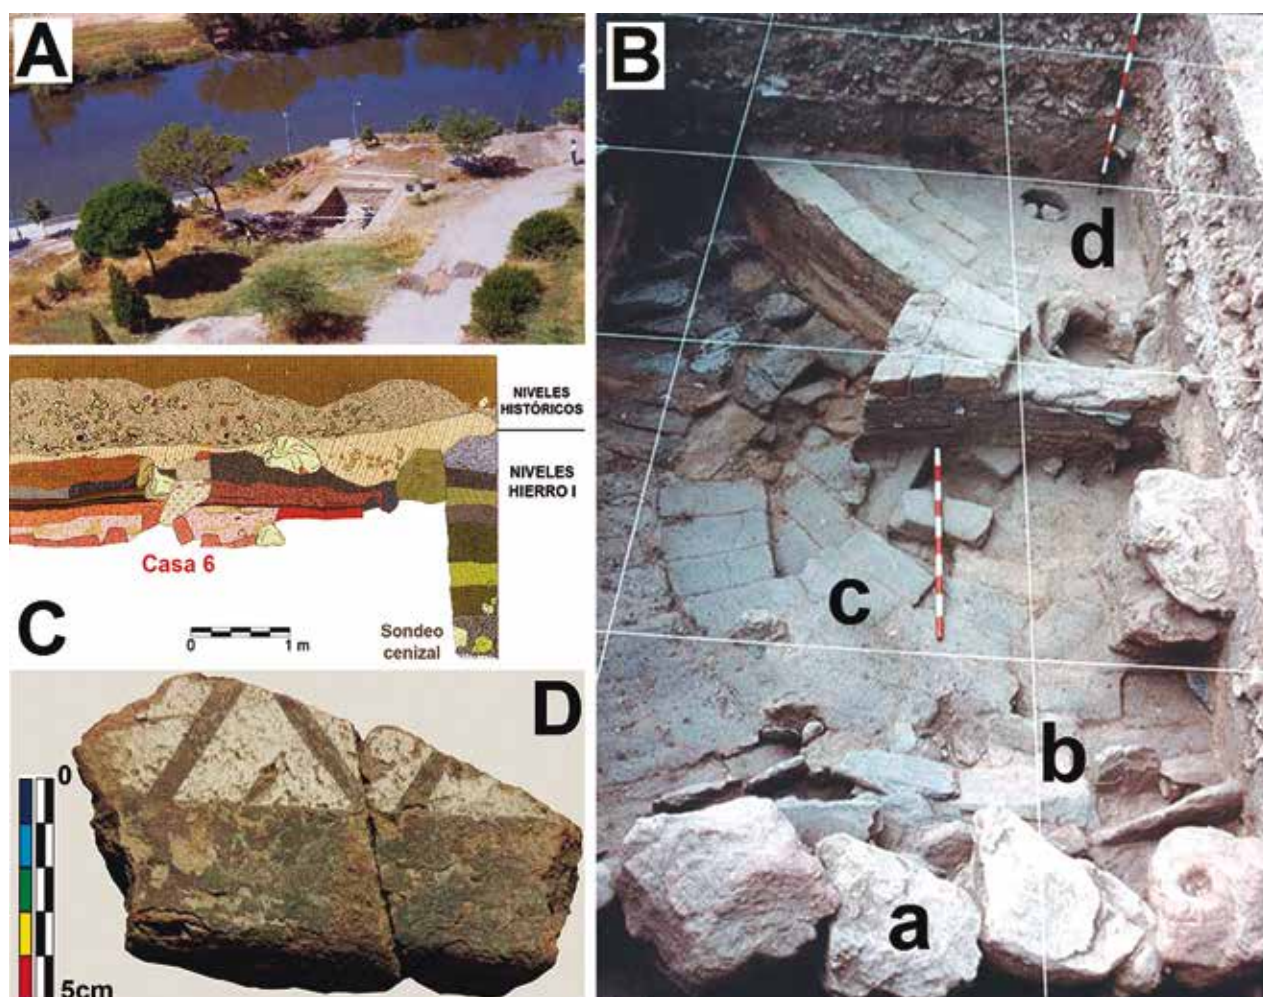 A
B
d
NIVELES
HISTÓRICOS
NIVELES
HIERRO I
Casa 6
C
0
1 m
Sondeo
cenizal
c
b
D
0
5cm
a